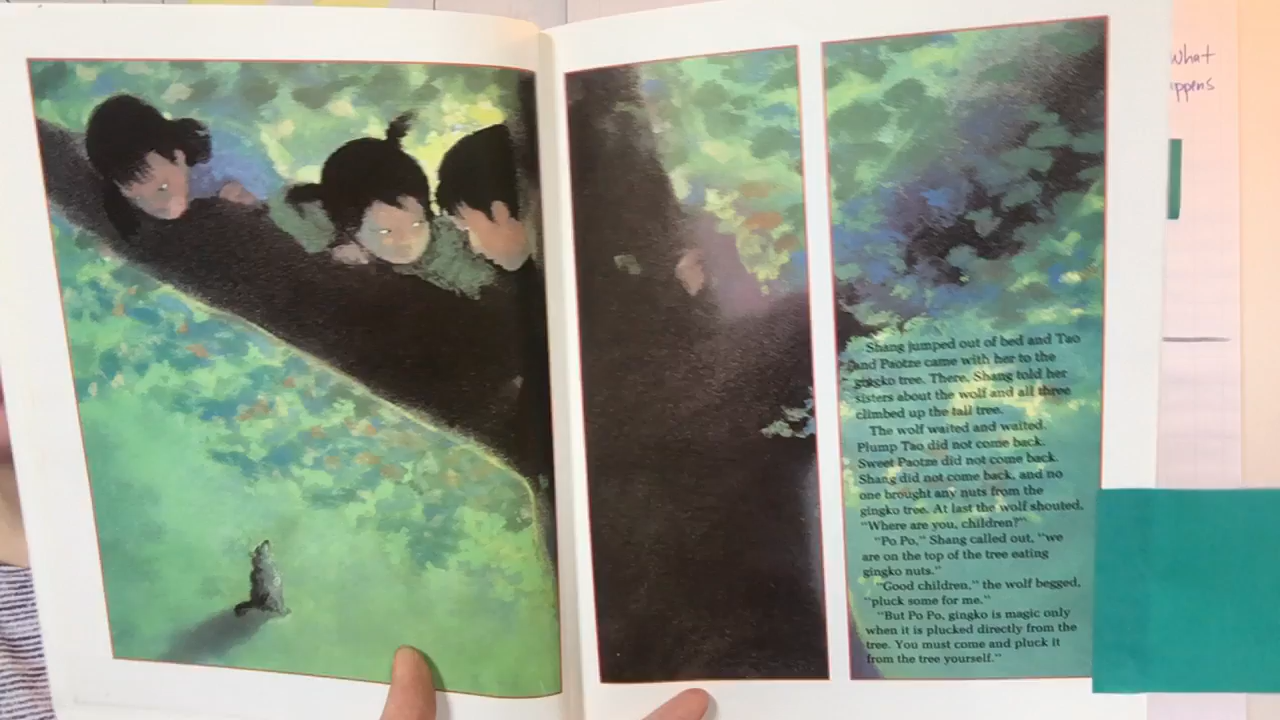 Shang jumped out of bed and Tao
and Paotze came with her to the
gingko tree. There, Shang told her
sisters about the wolf and all three
climbed up the tall tree.
The wolf waited and waited.
Plump Tao did not come back.
Sweet Paotze did not come back.
Shang did not come back, and no
one brought any nuts from the
gingko tree. At last the wolf shouted,
"Where are you, children?"
"Po Po," Shang called out, "we
are on the top of the tree eating
gingko nuts."
"Good children," the wolf begged,
"pluck some for me."
"But Po Po, gingko is magic only
when it is plucked directly from the
tree. You must come and pluck it
from the tree yourself."
What
ppens